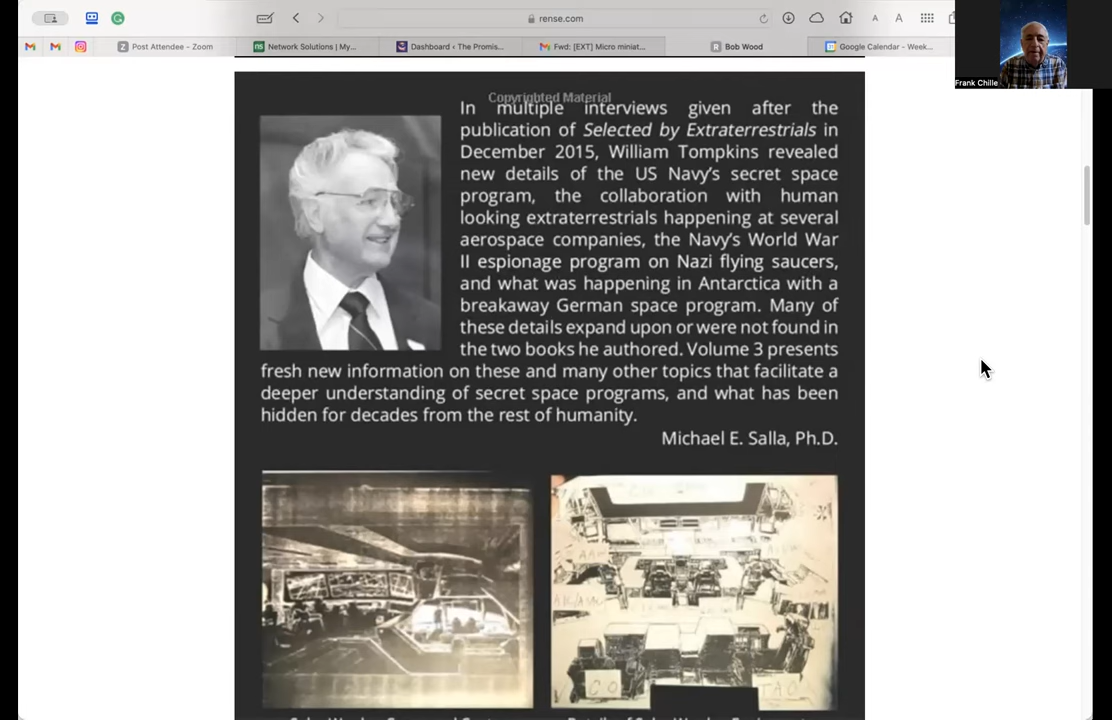 rense.com
A A
Post Attendee - Zoom
ns Network Solutions | My...
Dashboard ‹ The Promis...
Fwd: [EXT] Micro miniat...
R Bob Wood
Google Calendar - Week...
Frank Chille
Copyrighted Material
In multiple interviews given after the
publication of Selected by Extraterrestrials in
December 2015, William Tompkins revealed
new details of the US Navy's secret space
program, the collaboration with human
looking extraterrestrials happening at several
aerospace companies, the Navy's World War
II espionage program on Nazi flying saucers,
and what was happening in Antarctica with a
breakaway German space program. Many of
these details expand upon or were not found in
the two books he authored. Volume 3 presents
fresh new information on these and many other topics that facilitate a
deeper understanding of secret space programs, and what has been
hidden for decades from the rest of humanity.
Michael E. Salla, Ph.D.
CO
TAO